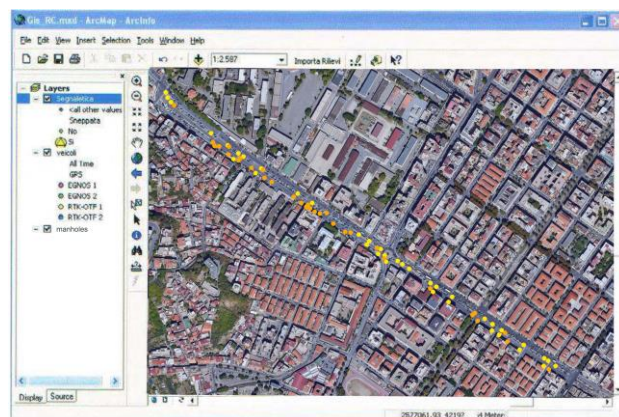 Gie_RC.mxd - ArcMap - ArcInfo
File Edit View Insert Selection Tools Window Help
1:2.587 Importa Rilievi
Layers
Segnaletica
<all other values
Sneppata
No
Si
veicoli
All Time
GPS
EGNOS 1
EGNOS 2
RTK-OTF 1
RTK-OTF 2
manholes
Display Source
Meter